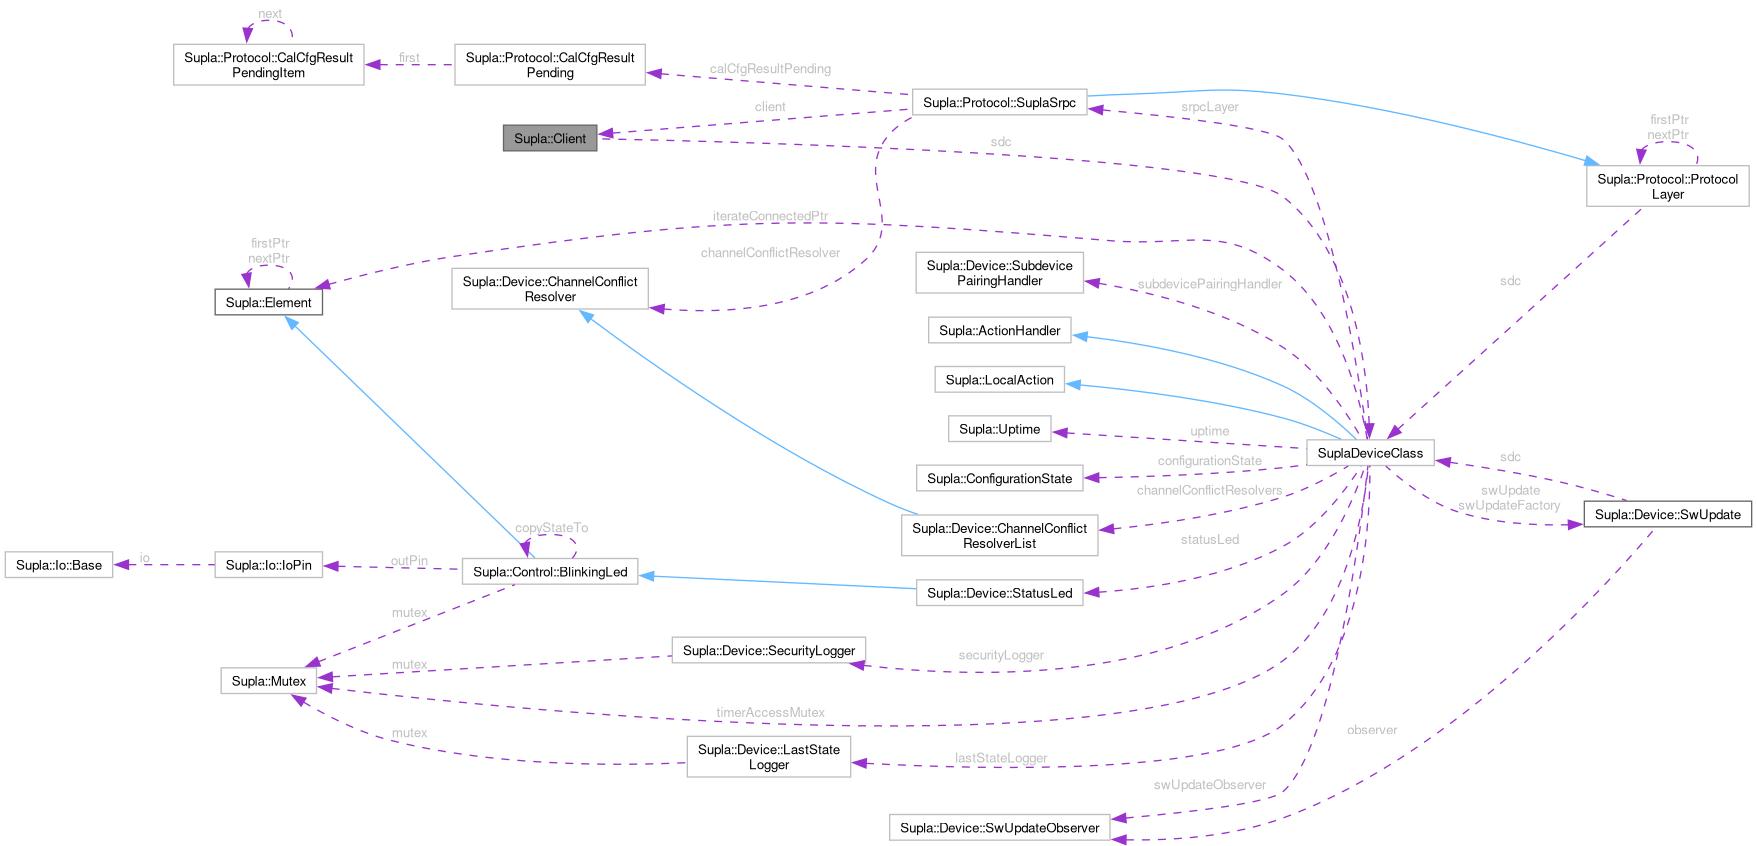 next
Supla::Protocol::CalCfgResult
PendingItem
first
Supla::Protocol::CalCfgResult
Pending
calCfgResultPending
Supla::Protocol::SuplaSrpc
client
srpcLayer
Supla::Client
sdc
firstPtr
nextPtr
Supla::Protocol::Protocol
Layer
iterateConnectedPtr
firstPtr
nextPtr
Supla::Element
channelConflictResolver
Supla::Device::ChannelConflict
Resolver
Supla::Device::Subdevice
PairingHandler
subdevicePairingHandler
sdc
Supla::ActionHandler
Supla::LocalAction
Supla::Uptime
uptime
SuplaDeviceClass
Supla::ConfigurationState
configurationState
sdc
channelConflictResolvers
swUpdate
swUpdateFactory
Supla::Device::SwUpdate
Supla::Device::ChannelConflict
ResolverList
copyStateTo
statusLed
Supla::Io::Base
io
Supla::Io::IoPin
outPin
Supla::Control::BlinkingLed
Supla::Device::StatusLed
mutex
Supla::Device::SecurityLogger
securityLogger
mutex
Supla::Mutex
timerAccessMutex
mutex
Supla::Device::LastState
Logger
lastStateLogger
observer
swUpdateObserver
Supla::Device::SwUpdateObserver